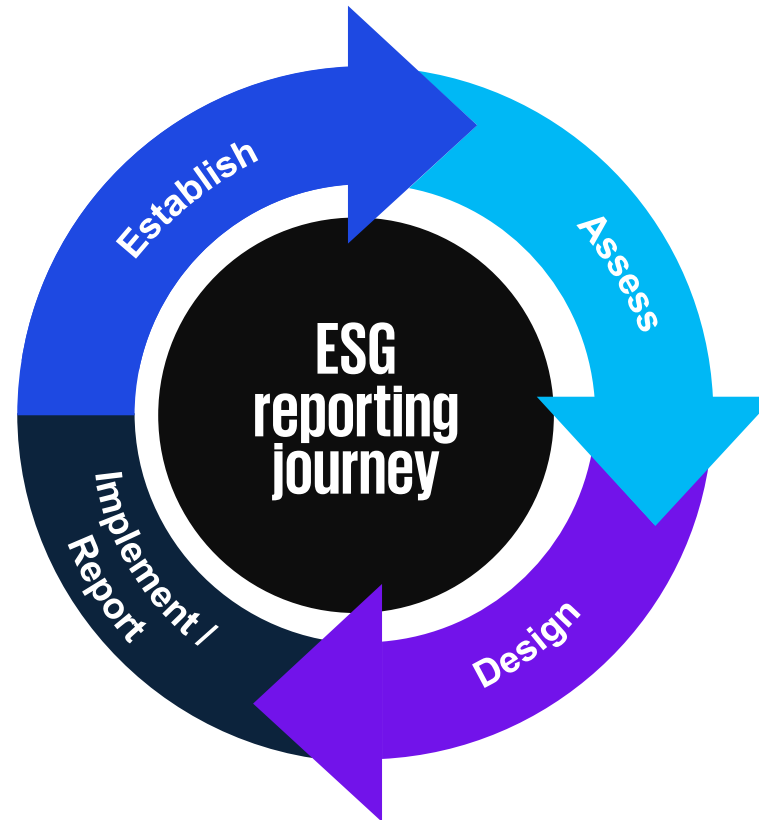 ESG
reporting
journey
Establish
Assess
Design
Implement /
Report